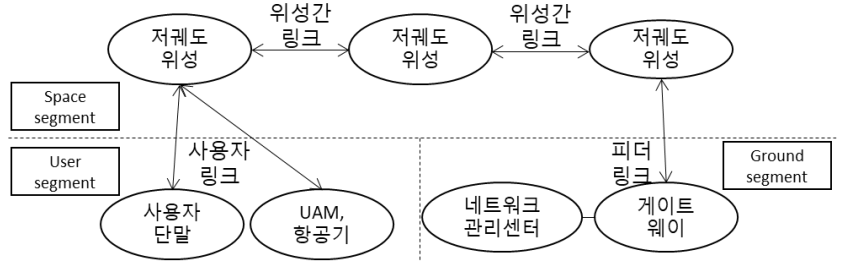 위성간
링크
위성간
링크
저궤도
위성
저궤도
위성
저궤도
위성
Space
segment
User
segment
사용자
링크
피더
링크
Ground
segment
사용자
단말
UAM,
항공기
네트워크
관리센터
게이트
웨이